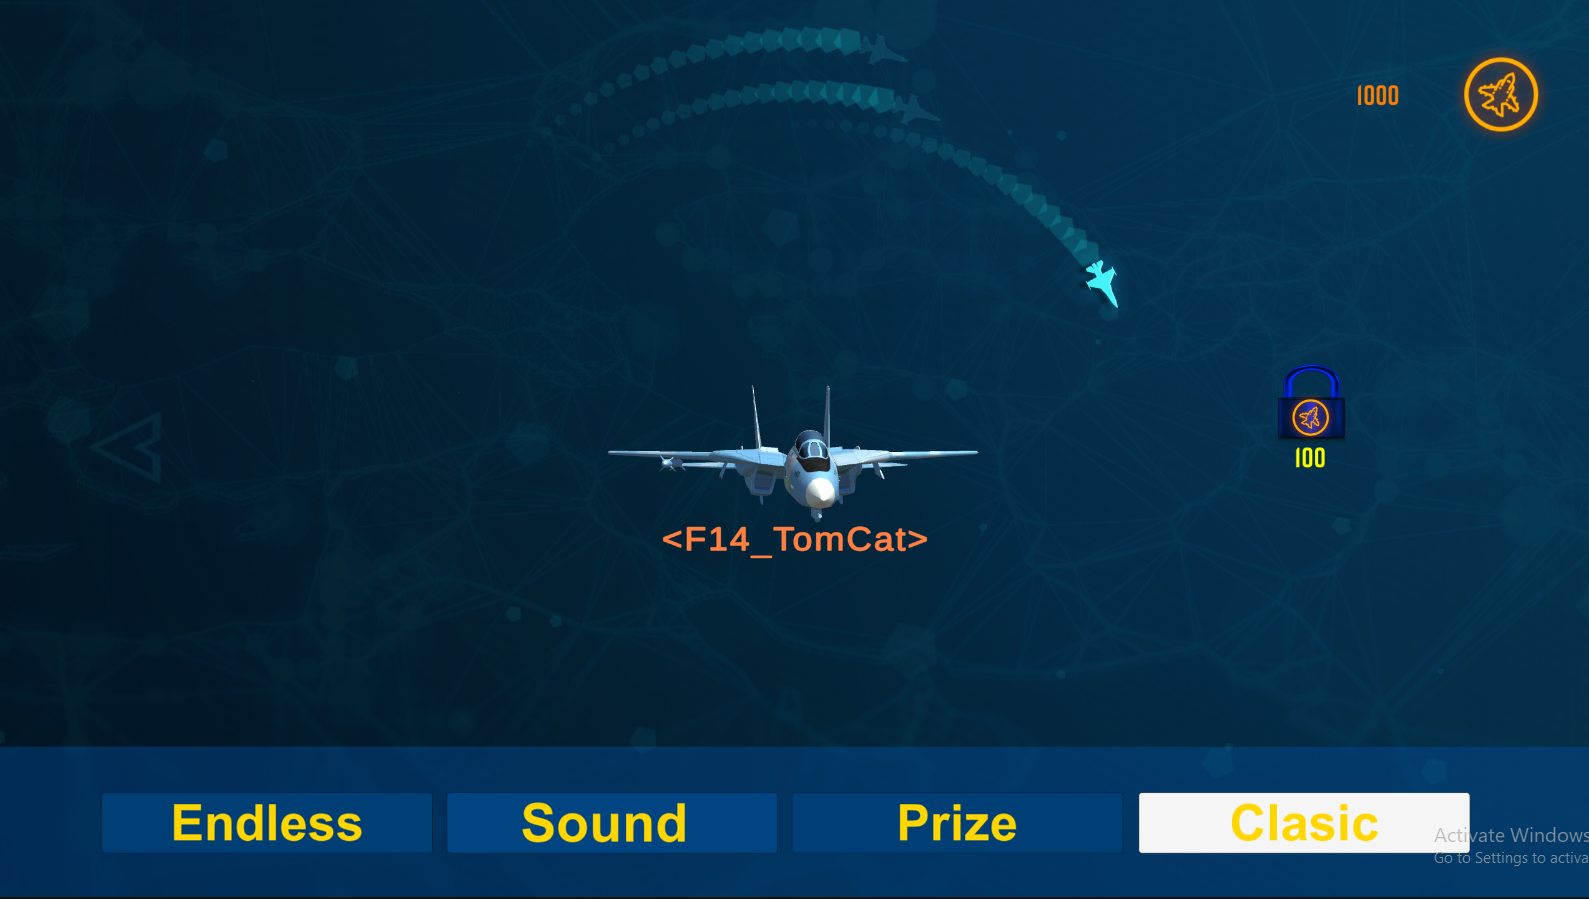 1000
100
<F14_TomCat>
Endless
Sound
Prize
Clasic
Activate Windows
Go to Settings to activa